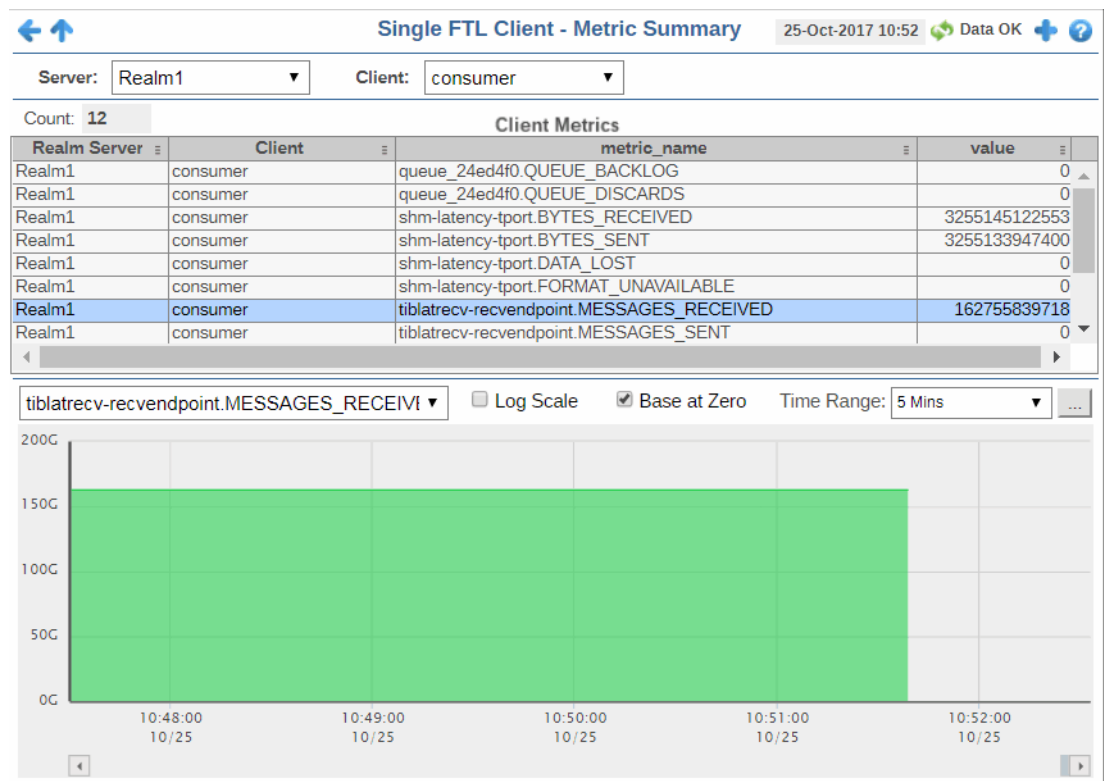 Single FTL Client - Metric Summary 25-Oct-2017 10:52 Data OK
Server: Realm1 Client: consumer
Count: 12
Client Metrics
Realm Server Client metric_name value
Realm1 consumer queue_24ed4f0.QUEUE_BACKLOG 0
Realm1 consumer queue_24ed4f0.QUEUE_DISCARDS 0
Realm1 consumer shm-latency-tport.BYTES_RECEIVED 3255145122553
Realm1 consumer shm-latency-tport.BYTES_SENT 3255133947400
Realm1 consumer shm-latency-tport.DATA_LOST 0
Realm1 consumer shm-latency-tport.FORMAT_UNAVAILABLE 0
Realm1 consumer tiblatrecv-recvendpoint.MESSAGES_RECEIVED 162755839718
Realm1 consumer tiblatrecv-recvendpoint.MESSAGES_SENT 0
tiblatrecv-recvendpoint.MESSAGES_RECEIVE Log Scale Base at Zero Time Range: 5 Mins ...
200G
150G
100G
50G
0G
10:48:00 10:49:00 10:50:00 10:51:00 10:52:00
10/25 10/25 10/25 10/25 10/25